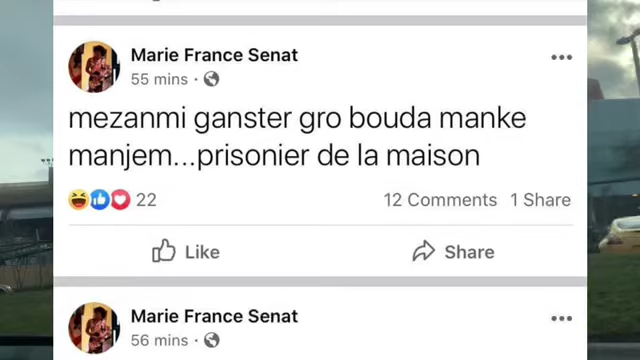 Marie France Senat
55 mins
mezanmi ganster gro bouda manke
manjem...prisonier de la maison
22
12 Comments 1 Share
Like Share
Marie France Senat
56 mins